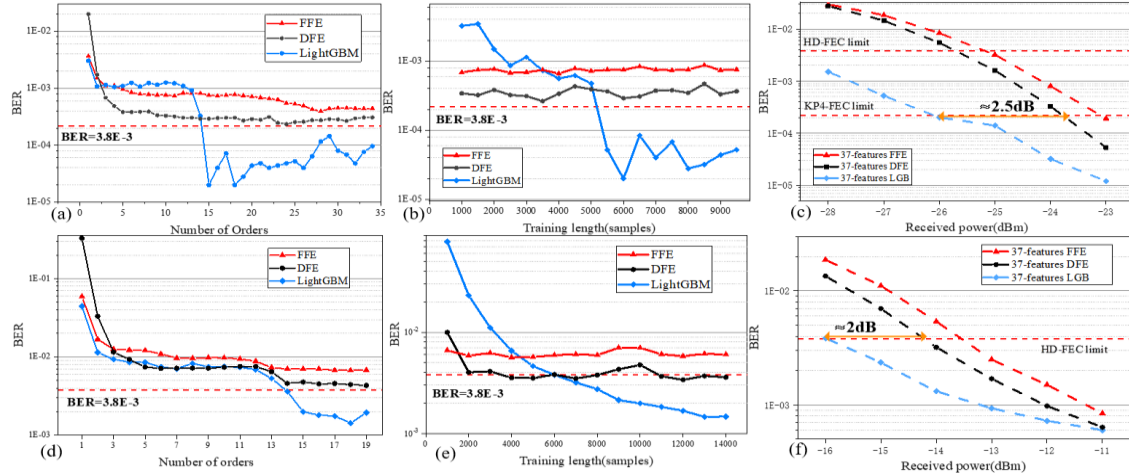 1E-02
1E-03
1E-04
1E-05
BER
FFE
DFE
LightGBM
BER=3.8E-3
(a)
0 5 10 15 20 25 30 35
Number of Orders
1E-02
1E-03
1E-04
1E-05
BER
BER=3.8E-3
FFE
DFE
LightGBM
(b)
1000 2000 3000 4000 5000 6000 7000 8000 9000
Training length(samples)
1E-02
1E-03
1E-04
1E-05
BER
HD-FEC limit
KP4-FEC limit
≈2.5dB
37-features FFE
37-features DFE
37-features LGB
(c)
−28 −27 −26 −25 −24 −23
Received power(dBm)
1E-01
1E-02
1E-03
BER
FFE
DFE
LightGBM
BER=3.8E-3
(d)
1 3 5 7 9 11 13 15 17 19
Number of orders
10-1
10-2
10-3
BER
FFE
DFE
LightGBM
BER=3.8E-3
(e)
0 2000 4000 6000 8000 10000 12000 14000
Training length(samples)
1E-02
1E-03
BER
37-features FFE
37-features DFE
37-features LGB
≈2dB
HD-FEC limit
(f)
−16 −15 −14 −13 −12 −11
Received power(dBm)